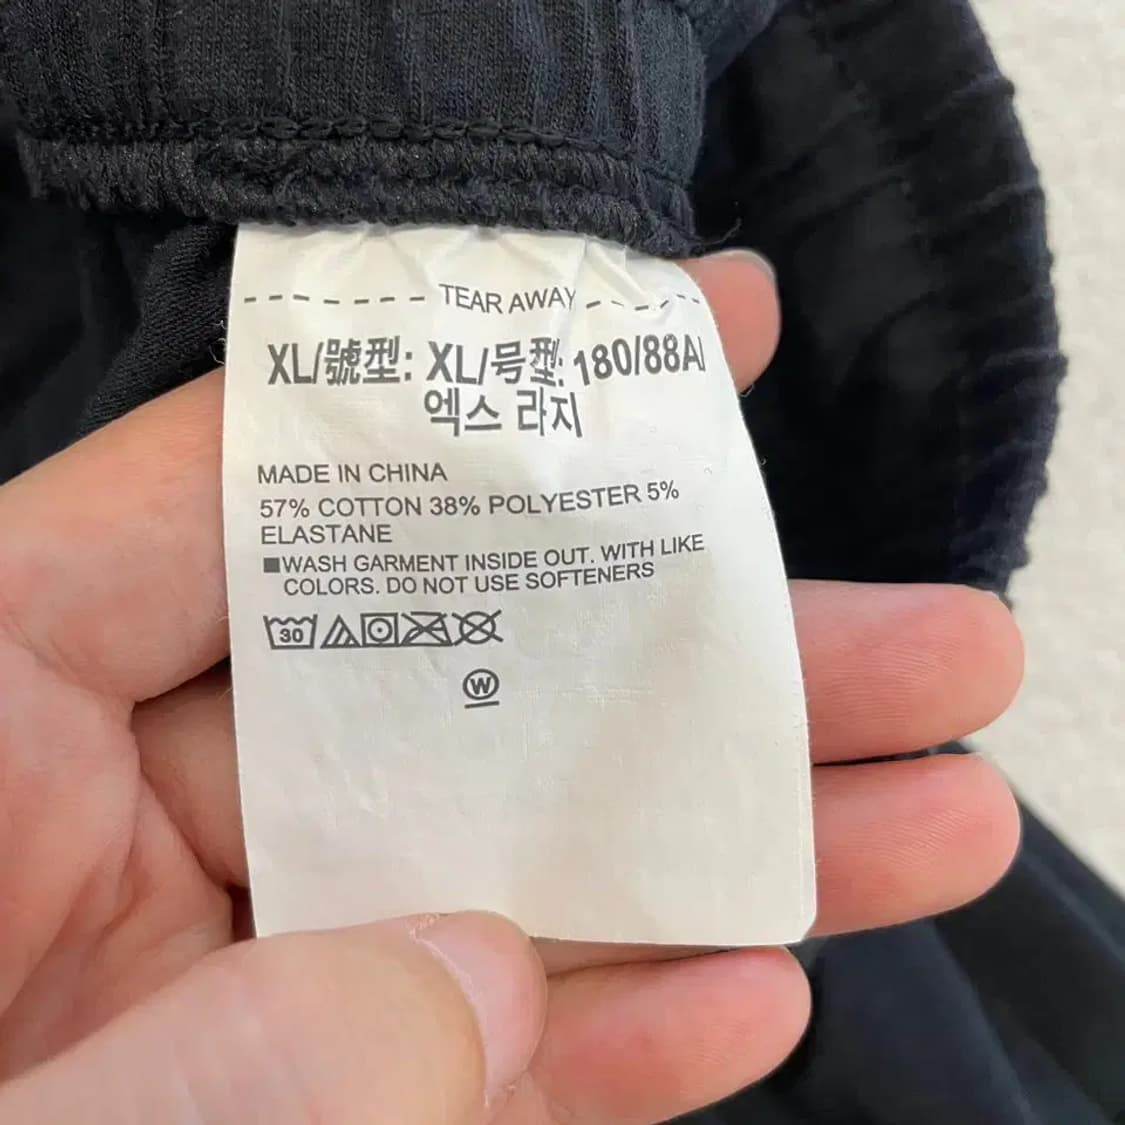 TEAR AWAY
XL/號型: XL/号型: 180/88A/
엑스 라지
MADE IN CHINA
57% COTTON 38% POLYESTER 5%
ELASTANE
■WASH GARMENT INSIDE OUT. WITH LIKE
COLORS. DO NOT USE SOFTENERS
30
W